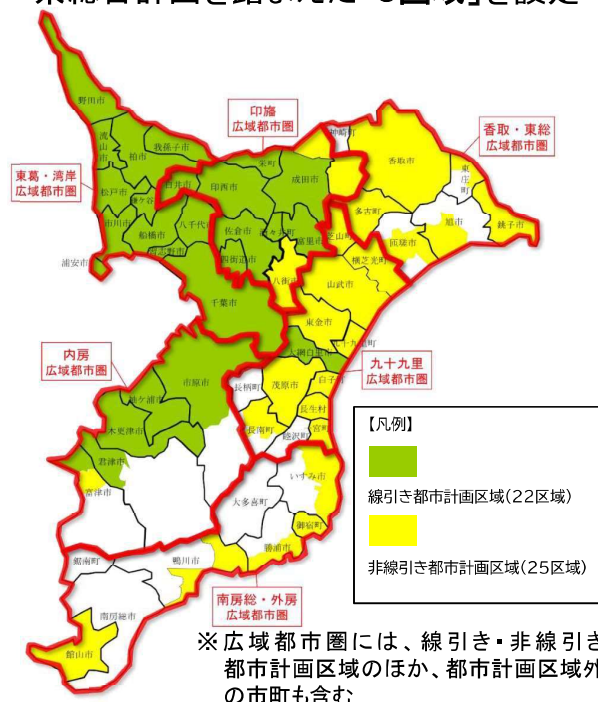 県総合計画を踏まえた「6区域」を設定
野田市
流山市
柏市
我孫子市
松戸市
鎌ケ谷
市川市
船橋市
八千代市
習志野市
浦安市
白井市
印西市
栄町
成田市
佐倉市
酒々井町
富里市
四街道市
八街市
千葉市
神崎町
香取市
東庄町
多古町
旭市
匝瑳市
銚子市
芝山町
横芝光町
山武市
東金市
九十九里町
大網白里市
白子町
長柄町
茂原市
長生村
長南町
睦沢町
一宮町
市原市
袖ケ浦市
木更津市
君津市
富津市
いすみ市
大多喜町
御宿町
勝浦市
鴨川市
鋸南町
南房総市
館山市
印旛
広域都市圏
香取・東総
広域都市圏
東葛・湾岸
広域都市圏
内房
広域都市圏
九十九里
広域都市圏
南房総・外房
広域都市圏
【凡例】
線引き都市計画区域(22区域)
非線引き都市計画区域(25区域)
※広域都市圏には、線引き・非線引き
都市計画区域のほか、都市計画区域外
の市町も含む